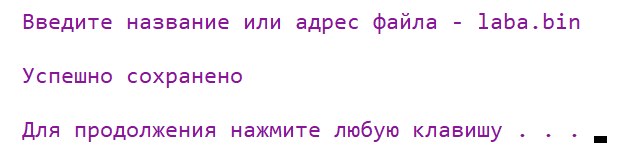 Введите название или адрес файла - laba.bin
Успешно сохранено
Для продолжения нажмите любую клавишу . . .